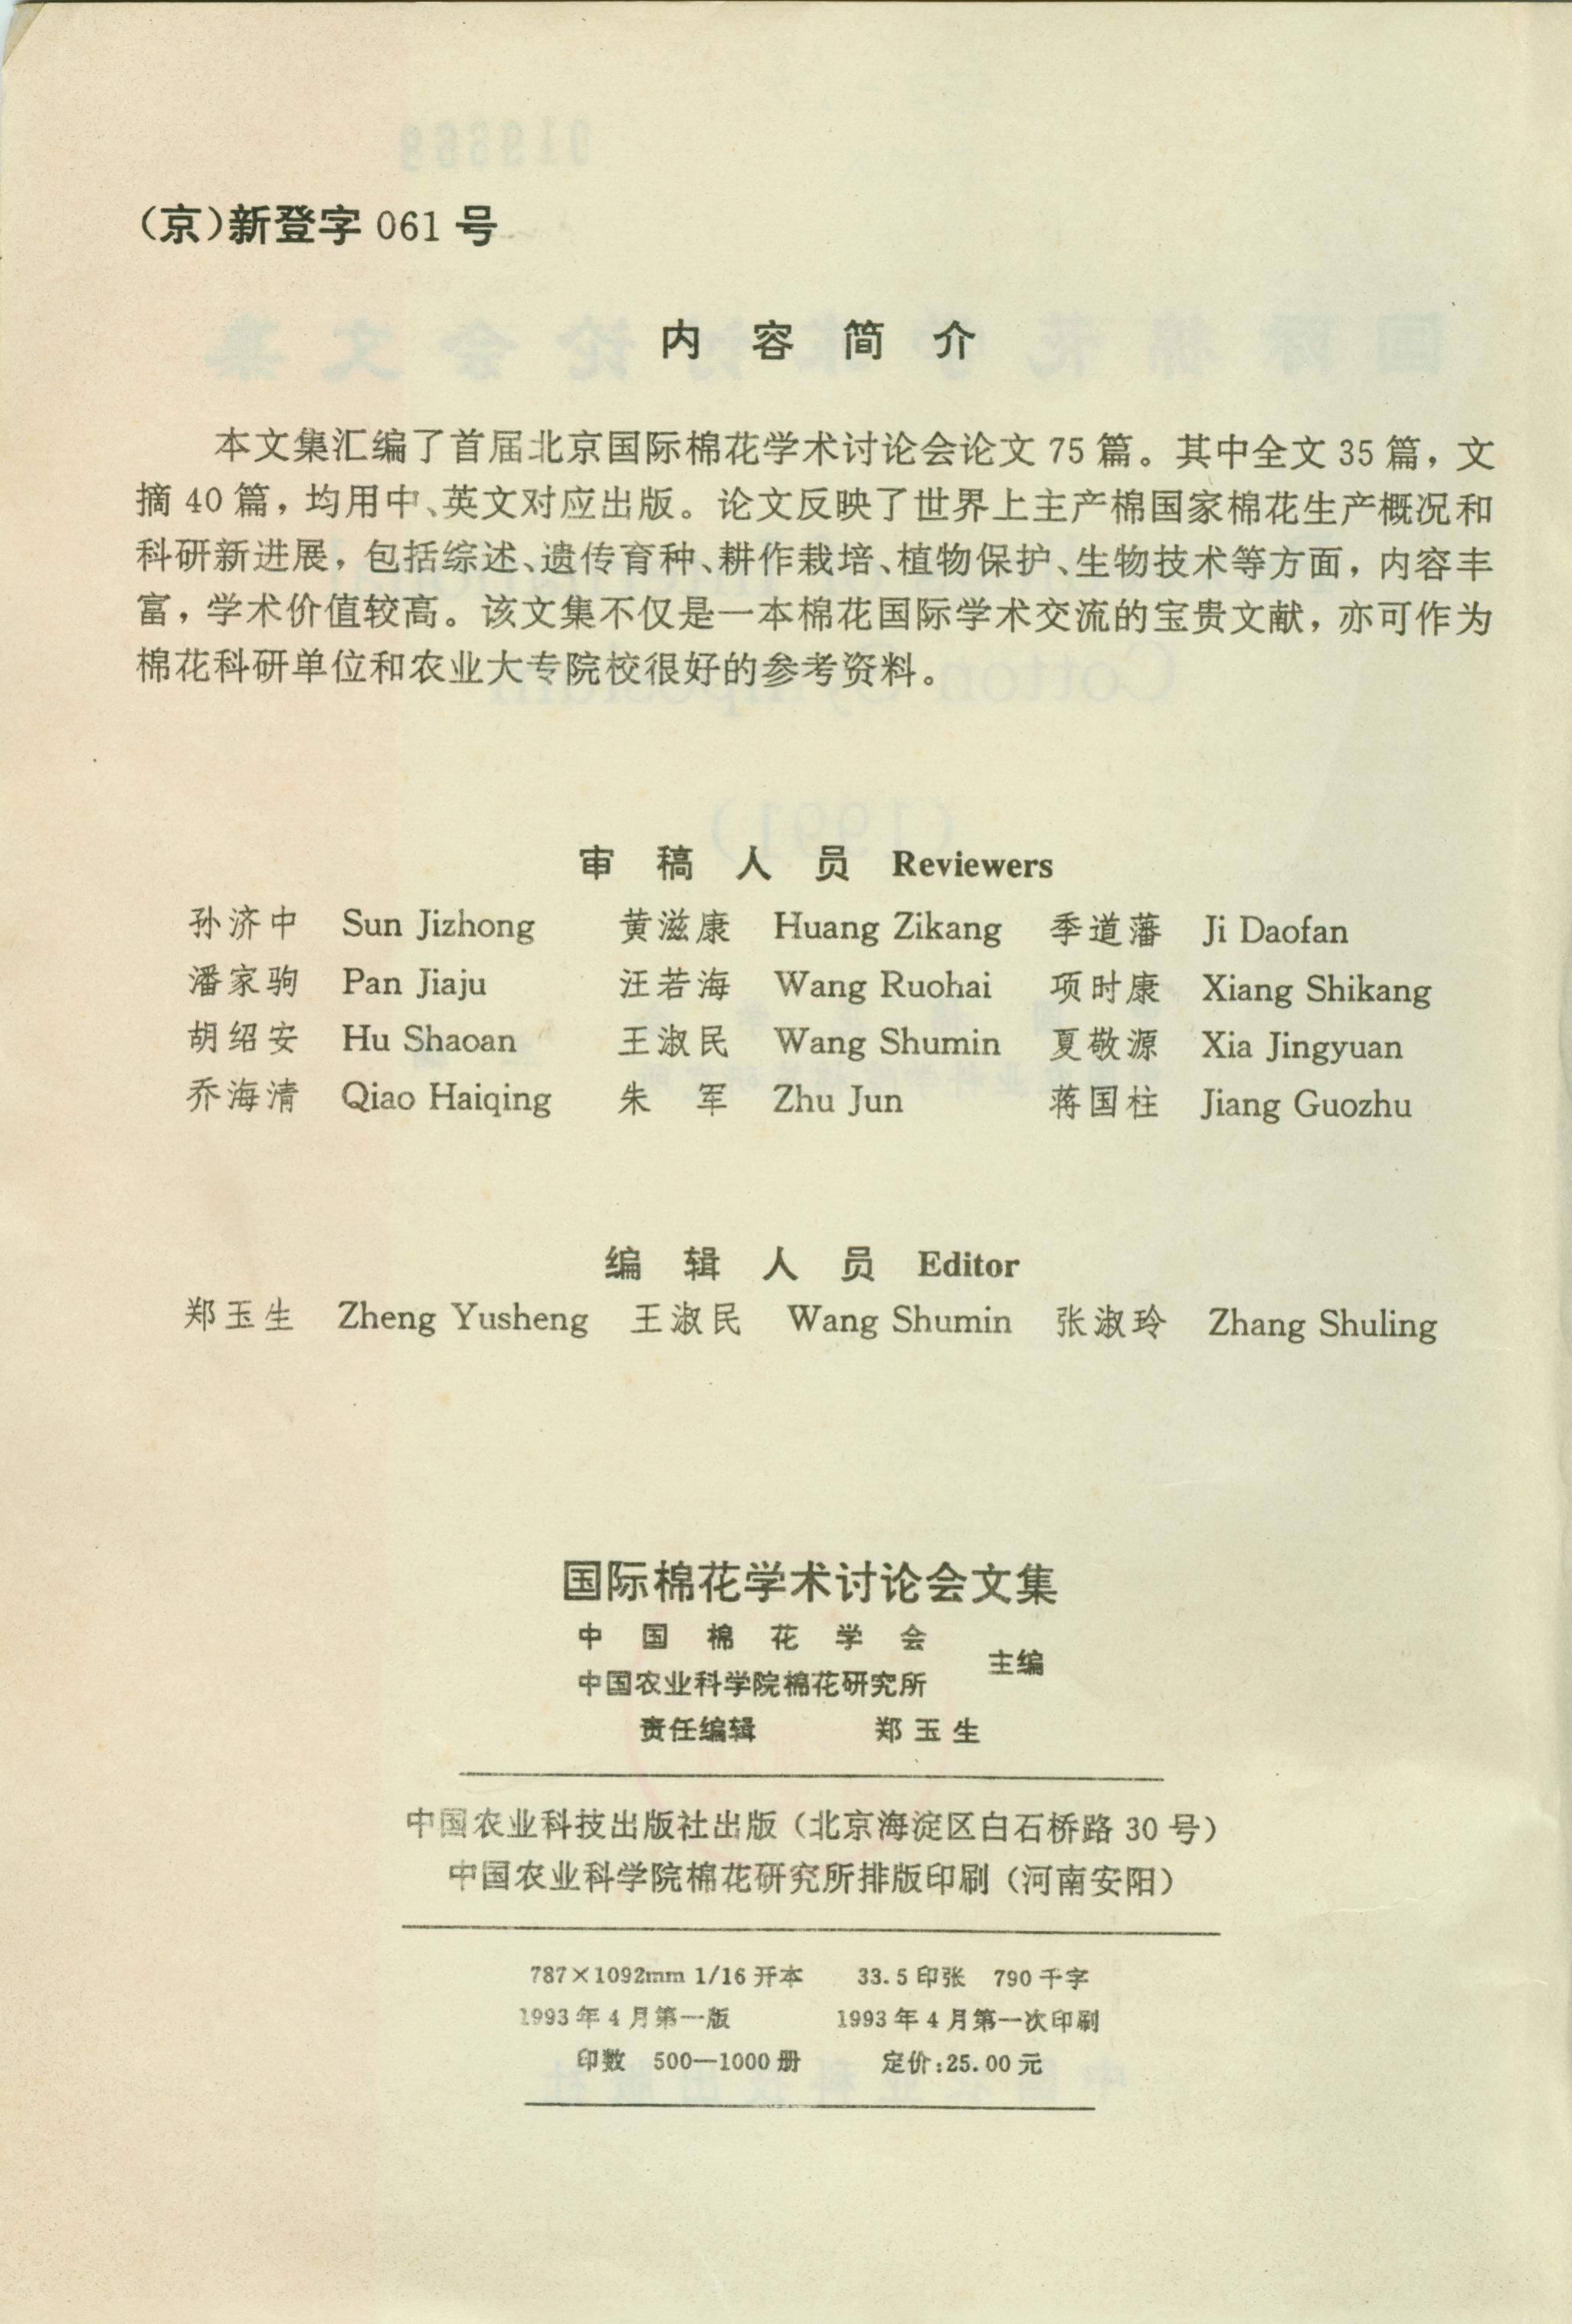 (京)新登字 061 号
内 容 简 介
本文集汇编了首届北京国际棉花学术讨论会论文 75 篇。其中全文 35 篇，文
摘 40 篇，均用中、英文对应出版。论文反映了世界上主产棉国家棉花生产概况和
科研新进展，包括综述、遗传育种、耕作栽培、植物保护、生物技术等方面，内容丰
富，学术价值较高。该文集不仅是一本棉花国际学术交流的宝贵文献，亦可作为
棉花科研单位和农业大专院校很好的参考资料。
审 稿 人 员 Reviewers
孙济中 Sun Jizhong 黄滋康 Huang Zikang 季道藩 Ji Daofan
潘家驹 Pan Jiaju 汪若海 Wang Ruohai 项时康 Xiang Shikang
胡绍安 Hu Shaoan 王淑民 Wang Shumin 夏敬源 Xia Jingyuan
乔海清 Qiao Haiqing 朱 军 Zhu Jun 蒋国柱 Jiang Guozhu
编 辑 人 员 Editor
郑玉生 Zheng Yusheng 王淑民 Wang Shumin 张淑玲 Zhang Shuling
国际棉花学术讨论会文集
中 国 棉 花 学 会
中国农业科学院棉花研究所 主编
责任编辑 郑 玉 生
中国农业科技出版社出版（北京海淀区白石桥路 30 号）
中国农业科学院棉花研究所排版印刷（河南安阳）
787×1092mm 1/16 开本 33.5 印张 790 千字
1993 年 4 月第一版 1993 年 4 月第一次印刷
印数 500—1000 册 定价:25.00 元